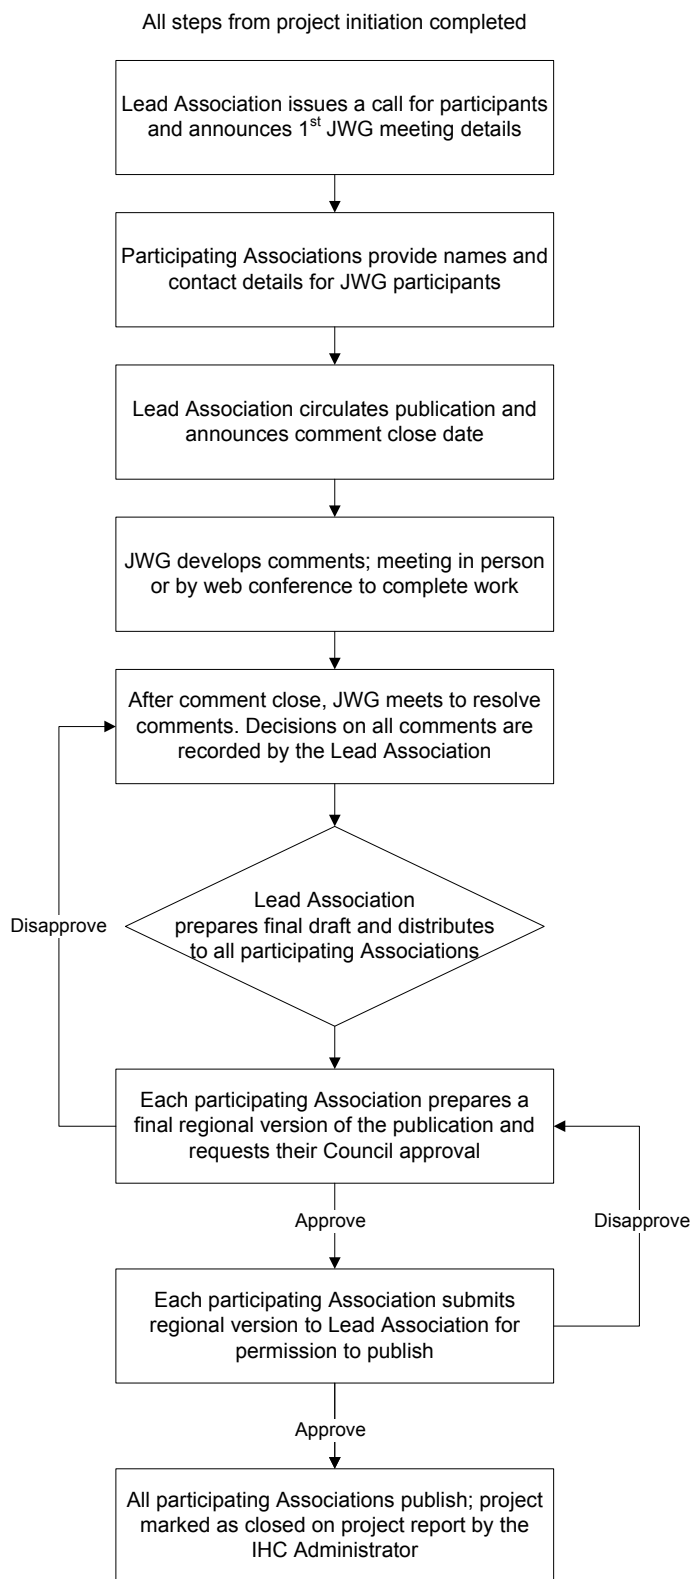 All steps from project initiation completed
Lead Association issues a call for participants
and announces 1st JWG meeting details
Participating Associations provide names and
contact details for JWG participants
Lead Association circulates publication and
announces comment close date
JWG develops comments; meeting in person
or by web conference to complete work
After comment close, JWG meets to resolve
comments. Decisions on all comments are
recorded by the Lead Association
Lead Association
prepares final draft and distributes
to all participating Associations
Disapprove
Each participating Association prepares a
final regional version of the publication and
requests their Council approval
Approve
Disapprove
Each participating Association submits
regional version to Lead Association for
permission to publish
Approve
All participating Associations publish; project
marked as closed on project report by the
IHC Administrator